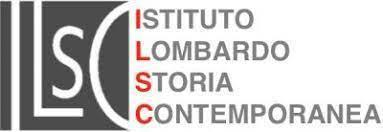 ILSC
ISTITUTO
LOMBARDO
STORIA
CONTEMPORANEA